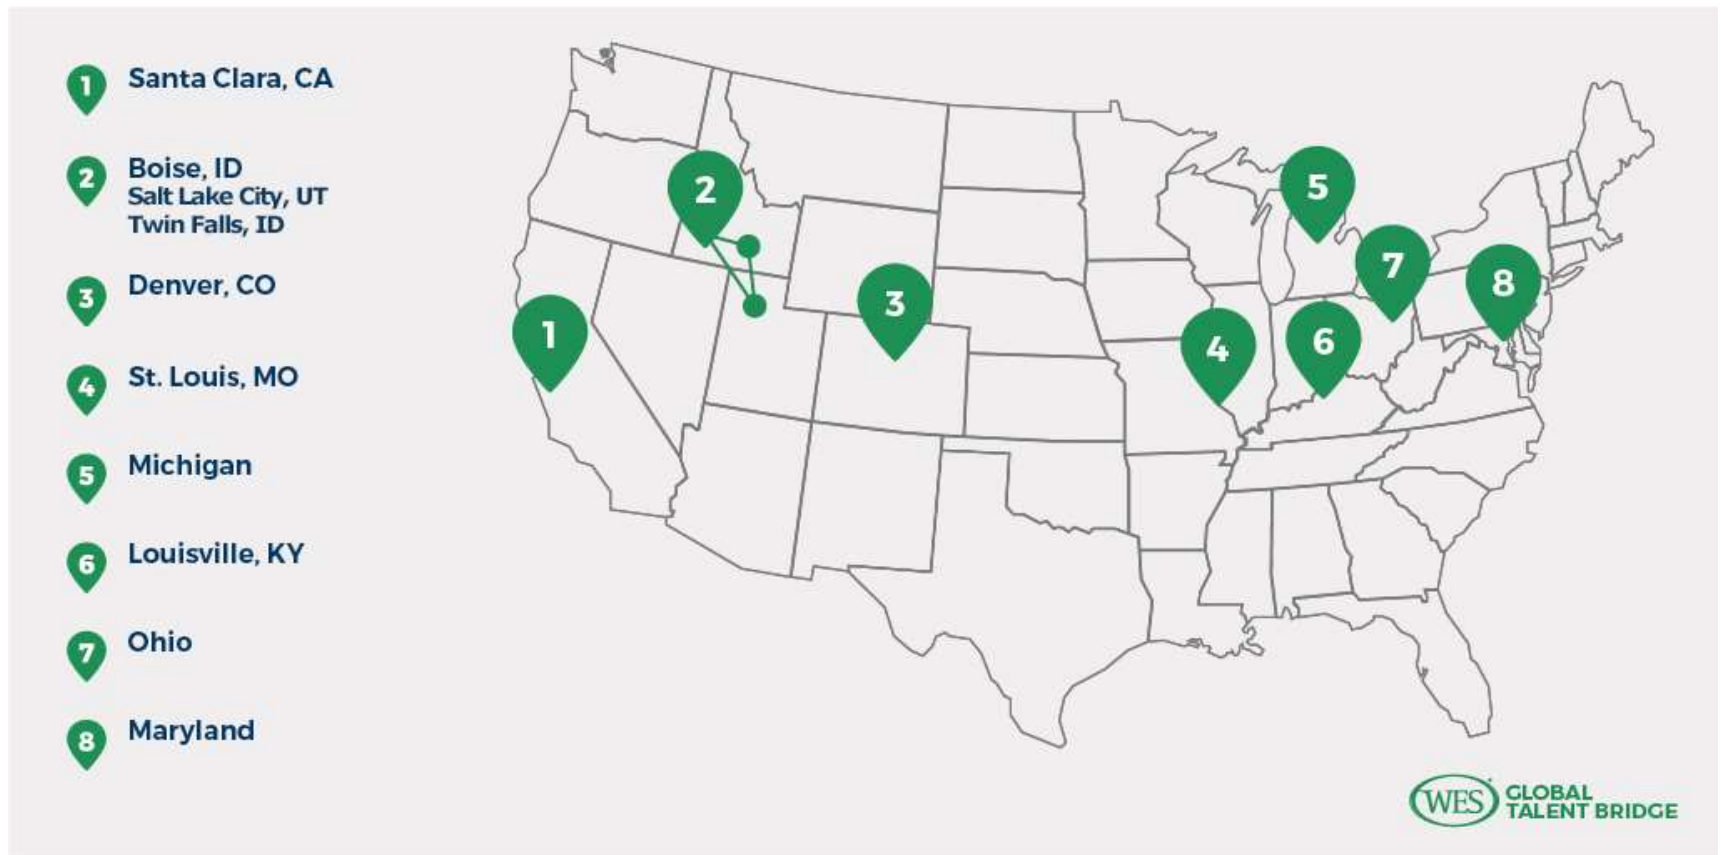 1 Santa Clara, CA
2 Boise, ID
Salt Lake City, UT
Twin Falls, ID
3 Denver, CO
4 St. Louis, MO
5 Michigan
6 Louisville, KY
7 Ohio
8 Maryland
2
5
7
8
3
1
4
6
WES GLOBAL
TALENT BRIDGE